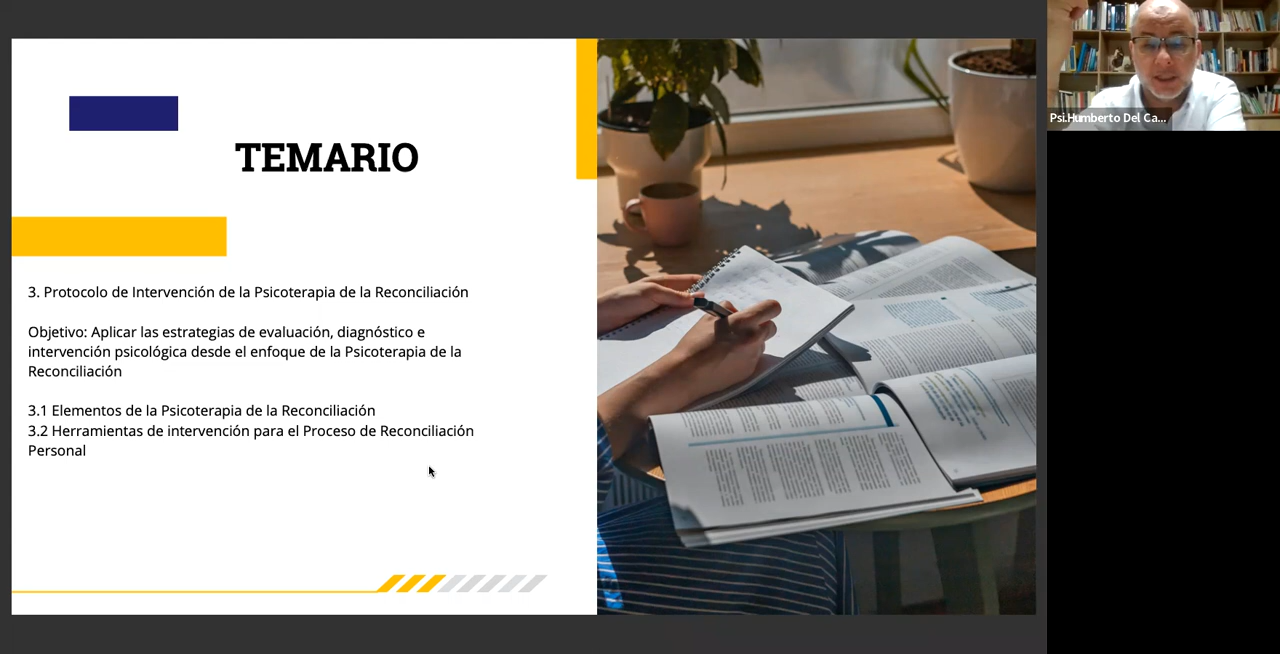 TEMARIO
3. Protocolo de Intervención de la Psicoterapia de la Reconciliación
Objetivo: Aplicar las estrategias de evaluación, diagnóstico e
intervención psicológica desde el enfoque de la Psicoterapia de la
Reconciliación
3.1 Elementos de la Psicoterapia de la Reconciliación
3.2 Herramientas de intervención para el Proceso de Reconciliación
Personal
Psi.Humberto Del Ca...